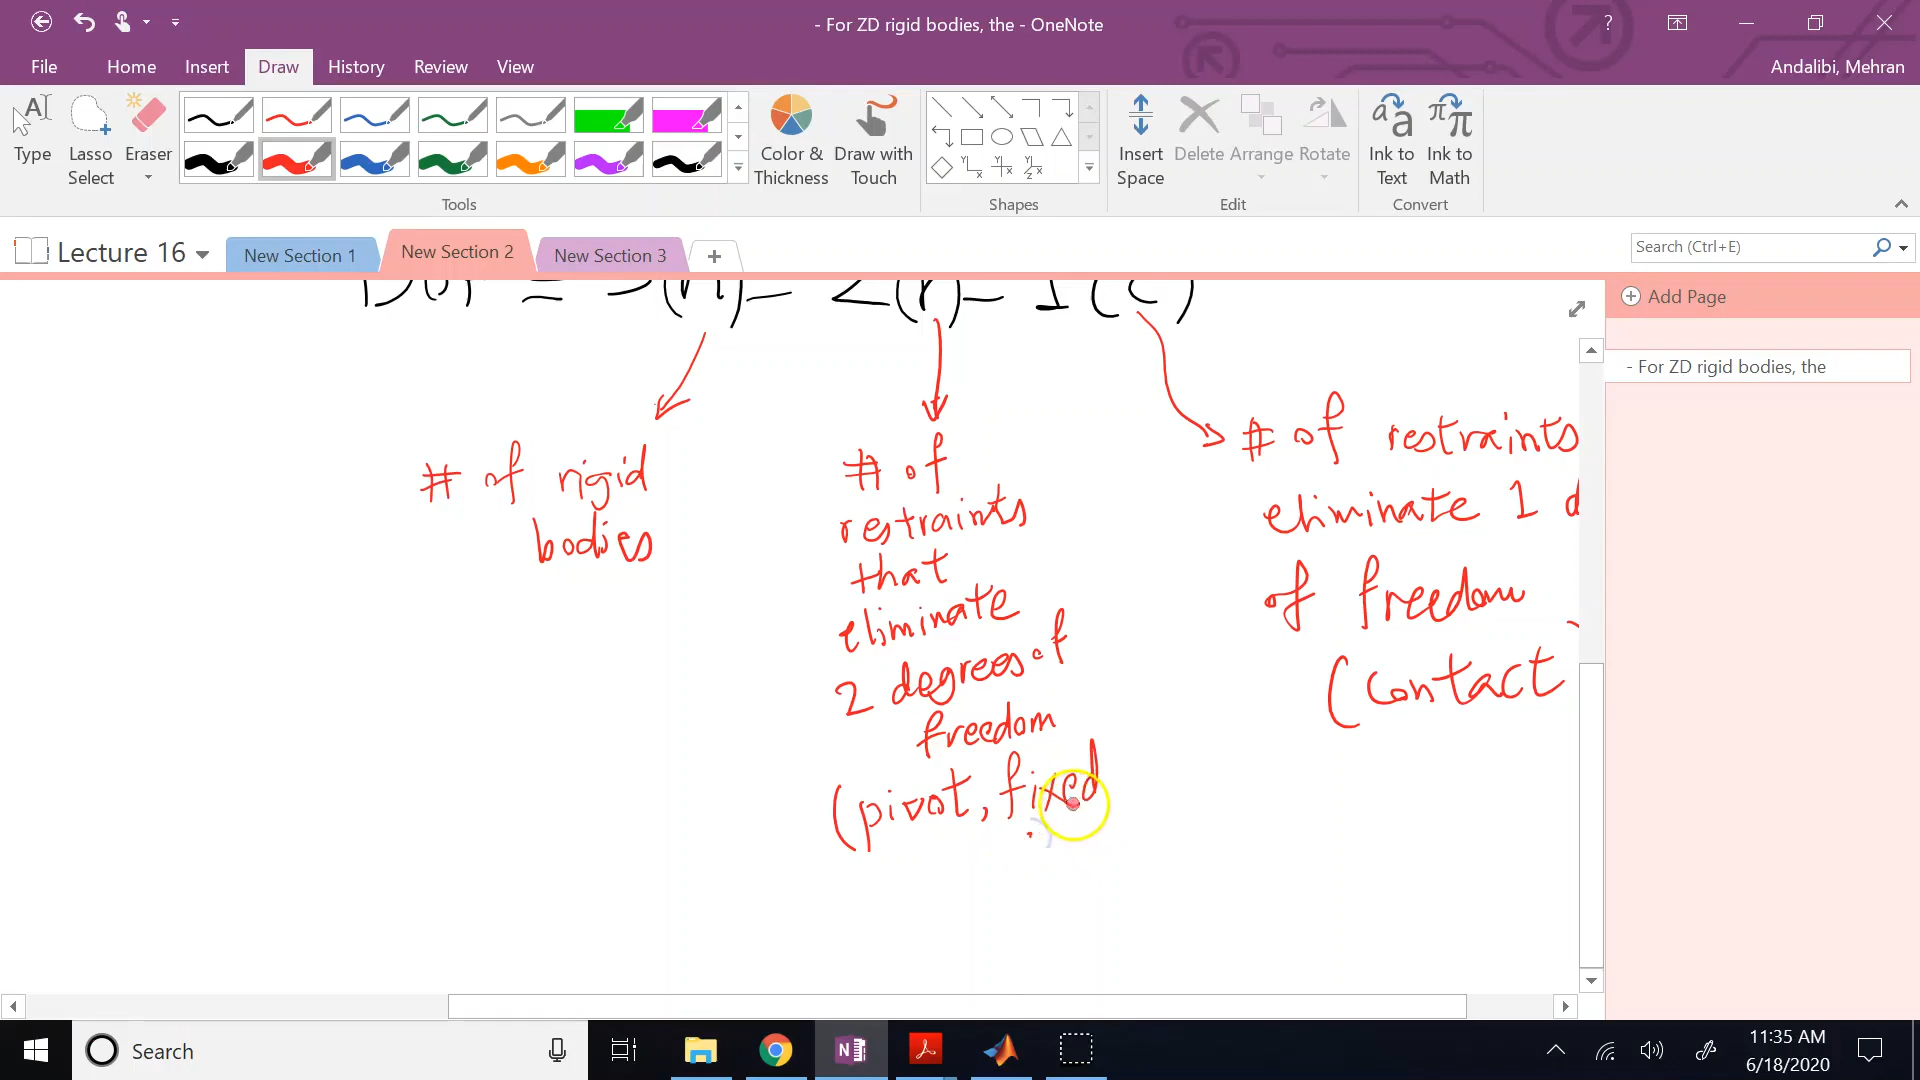 - For ZD rigid bodies, the - OneNote
?
File Home Insert Draw History Review View
Andalibi, Mehran
Type
Lasso
Select
Eraser
Color &
Thickness
Draw with
Touch
Insert
Space
Delete
Arrange
Rotate
Ink to
Text
Ink to
Math
Tools
Shapes
Edit
Convert
Lecture 16
New Section 1
New Section 2
New Section 3
Search (Ctrl+E)
Add Page
- For ZD rigid bodies, the
# of rigid
bodies
# of
restraints
that
eliminate
2 degrees of
freedom
(pivot, fixed
# of restraints
eliminate 1 d
of freedom
(contact
Search
11:35 AM
6/18/2020